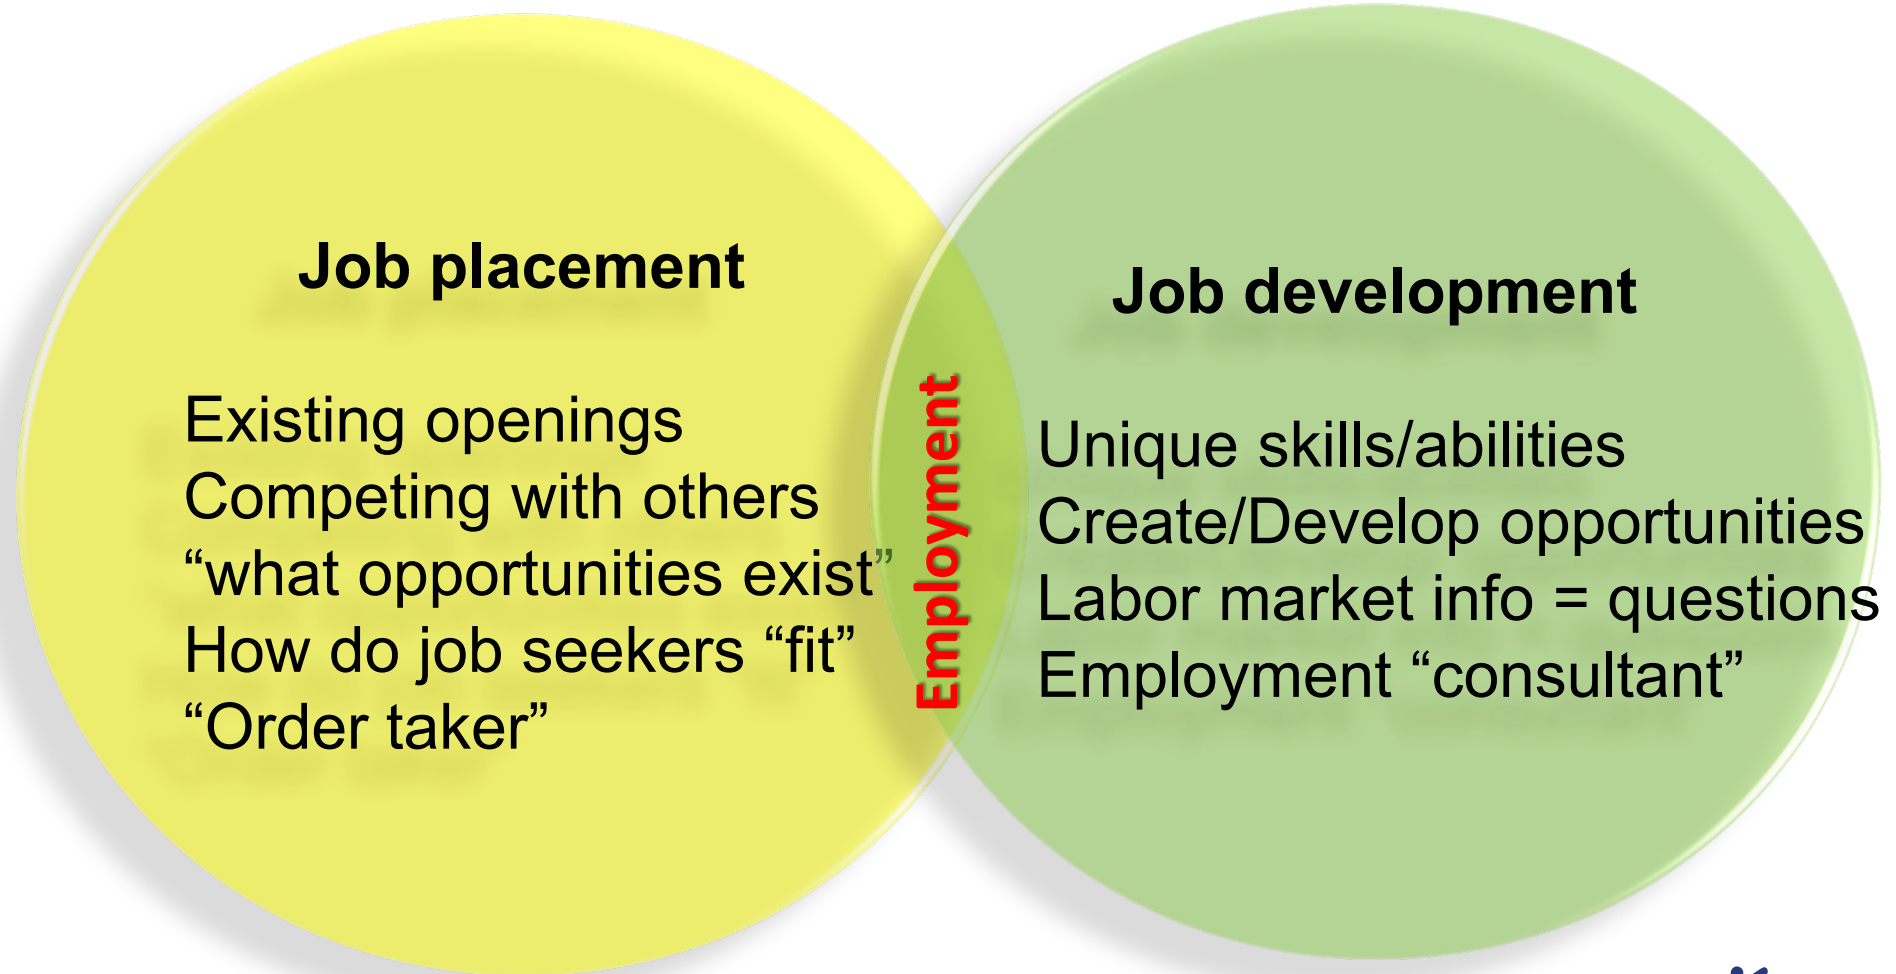 Job placement
Existing openings
Competing with others
“what opportunities exist”
How do job seekers “fit”
“Order taker”
Employment
Job development
Unique skills/abilities
Create/Develop opportunities
Labor market info = questions
Employment “consultant”